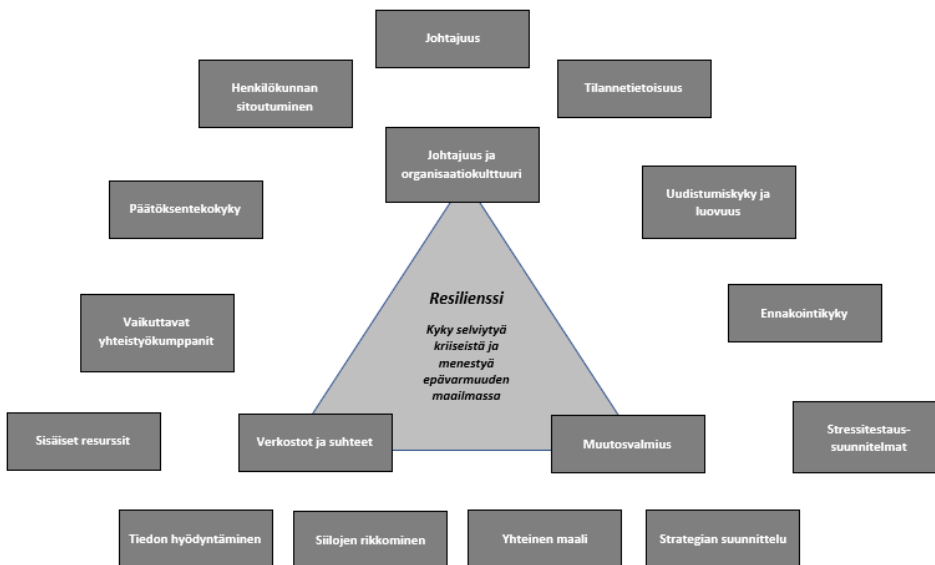 Johtajuus
Henkilökunnan
sitoutuminen
Tilannetietoisuus
Johtajuus ja
organisaatiokulttuuri
Päätöksentekokyky
Uudistumiskyky ja
luovuus
Resilienssi
Kyky selviytyä
kriiseistä ja
menestyä
epävarmuuden
maailmassa
Vaikuttavat
yhteistyökumppanit
Ennakointikyky
Sisäiset resurssit
Verkostot ja suhteet
Muutosvalmius
Stressitestaus-
suunnitelmat
Tiedon hyödyntäminen
Siilojen rikkominen
Yhteinen maali
Strategian suunnittelu